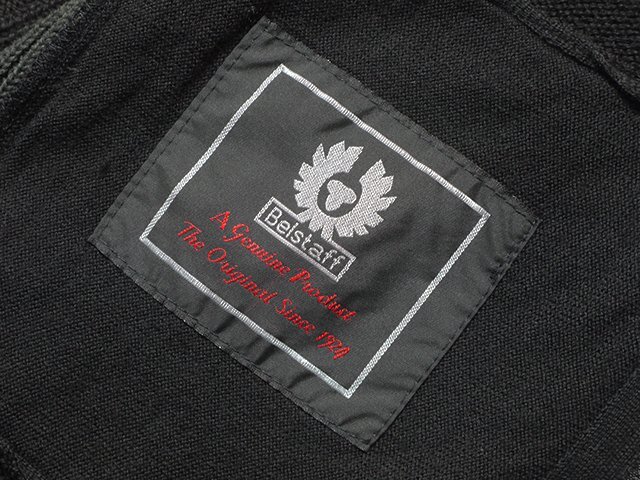 Belstaff
A Genuine Product
The Original Since 1924